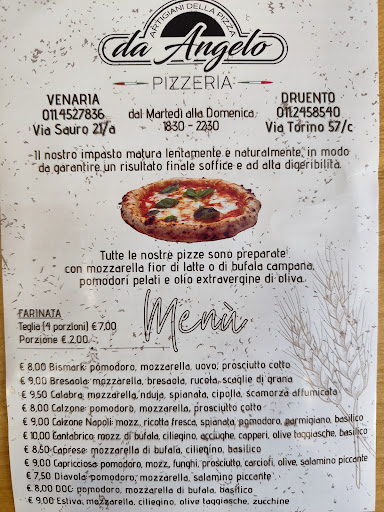 ARTIGIANI DELLA PIZZA
da Angelo
PIZZERIA
VENARIA
011.4527836
Via Sauro 21/a
dal Martedì alla Domenica
18:30 - 22:30
DRUENTO
011.2458540
Via Torino 57/c
Il nostro impasto matura lentamente e naturalmente, in modo
da garantire un risultato finale soffice e ad alta digeribilità.
Tutte le nostre pizze sono preparate
con mozzarella fior di latte o di bufala campana,
pomodori pelati e olio extravergine di oliva.
Menù
FARINATA
Teglia (4 porzioni) € 7,00
Porzione € 2,00
€ 8,00 Bismark: pomodoro, mozzarella, uovo, prosciutto cotto
€ 9,00 Bresaola: mozzarella, bresaola, rucola, scaglie di grana
€ 9,50 Calabra: mozzarella, nduja, spianata, cipolla, scamorza affumicata
€ 8,00 Calzone: pomodoro, mozzarella, prosciutto cotto
€ 9,00 Calzone Napoli: mozz, ricotta fresca, spianata, pomodoro, parmigiano, basilico
€ 10,00 Cantabrico: mozz. di bufala, ciliegino, acciughe, capperi, olive taggiasche, basilico
€ 8,50 Caprese: mozzarella di bufala, ciliegino, basilico
€ 9,00 Capricciosa: pomodoro, mozz, funghi, prosciutto, carciofi, olive, salamino piccante
€ 7,50 Diavola: pomodoro, mozzarella, salamino piccante
€ 8,00 DOC: pomodoro, mozzarella di bufala, basilico
€ 9,00 Estiva: mozzarella, ciliegino, olive taggiasche, zucchine